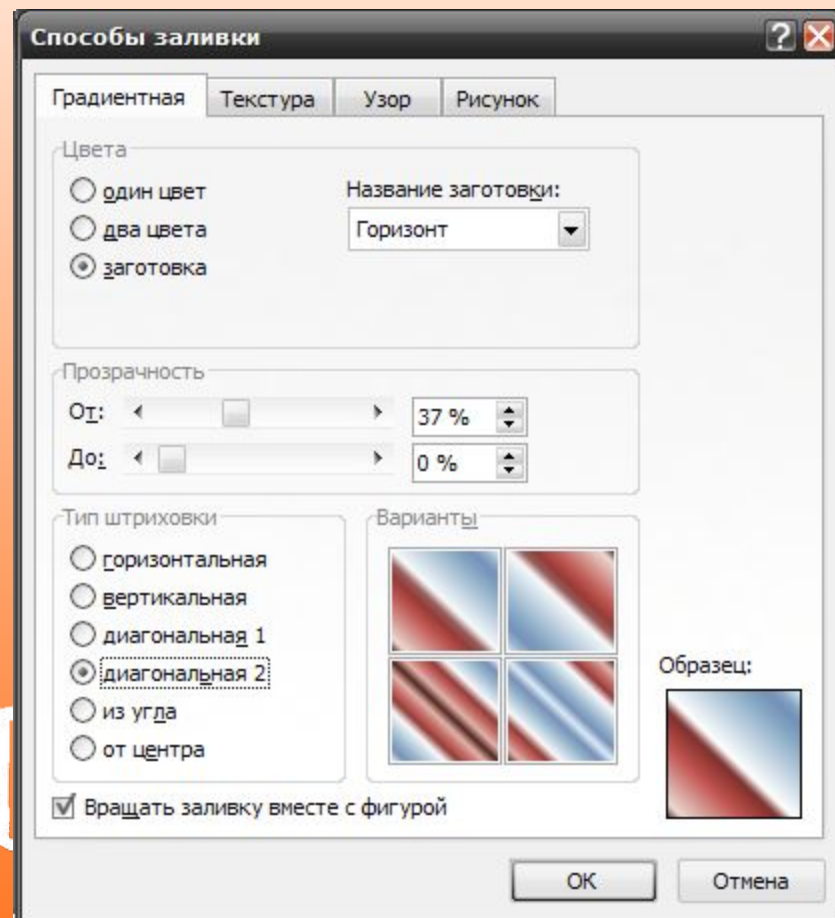 Способы заливки
Градиентная Текстура Узор Рисунок
Цвета
один цвет
два цвета
заготовка
Название заготовки:
Горизонт
Прозрачность
От: 37 %
До: 0 %
Тип штриховки
горизонтальная
вертикальная
диагональная 1
диагональная 2
из угла
от центра
Варианты
Образец:
Вращать заливку вместе с фигурой
ОК Отмена